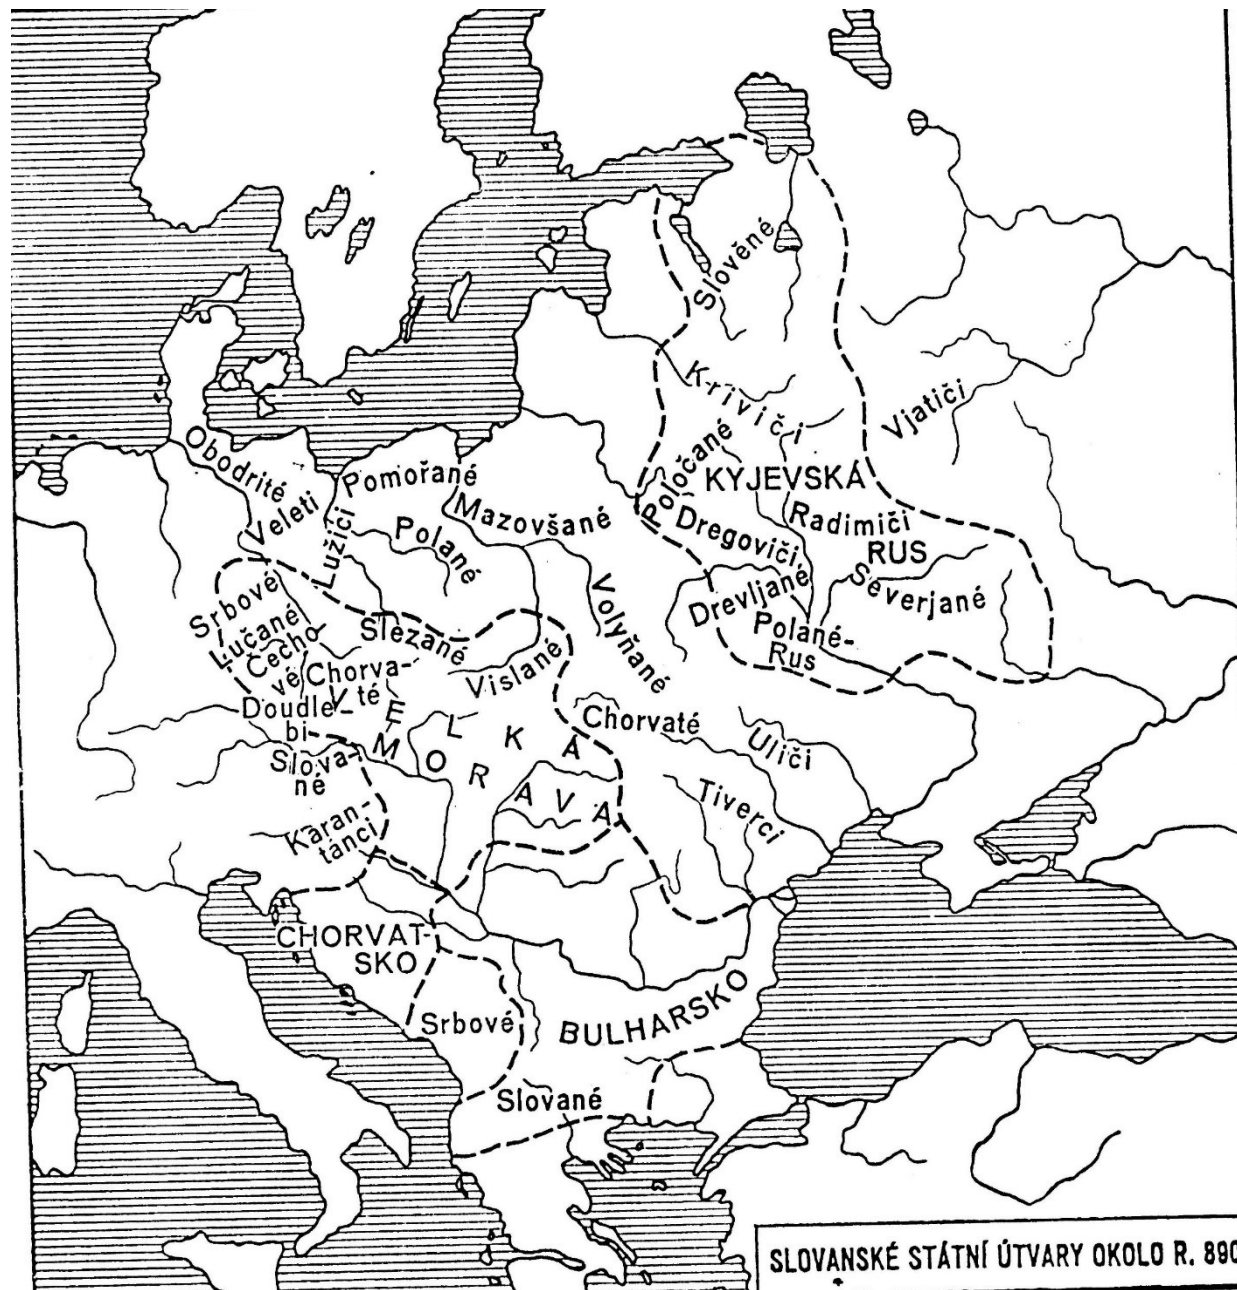 Slověné
Kriviči
Vjatiči
Poločané
KYJEVSKÁ
RUS
Radimiči
Dregoviči
Severjané
Drevljané
Polané-
Rus
Obodrité
Veleti
Pomořané
Lužici
Polané
Mazovšané
Volyňané
Srbové
Lučané
Čecho-
vé
Chorva-
té
Doudle-
bi
Slezané
Vislané
VELKÁ
MORAVA
Slova-
né
Karan-
tánci
Chorvaté
Uliči
Tiverci
CHORVAT-
SKO
Srbové
BULHARSKO
Slované
SLOVANSKÉ STÁTNÍ ÚTVARY OKOLO R. 890